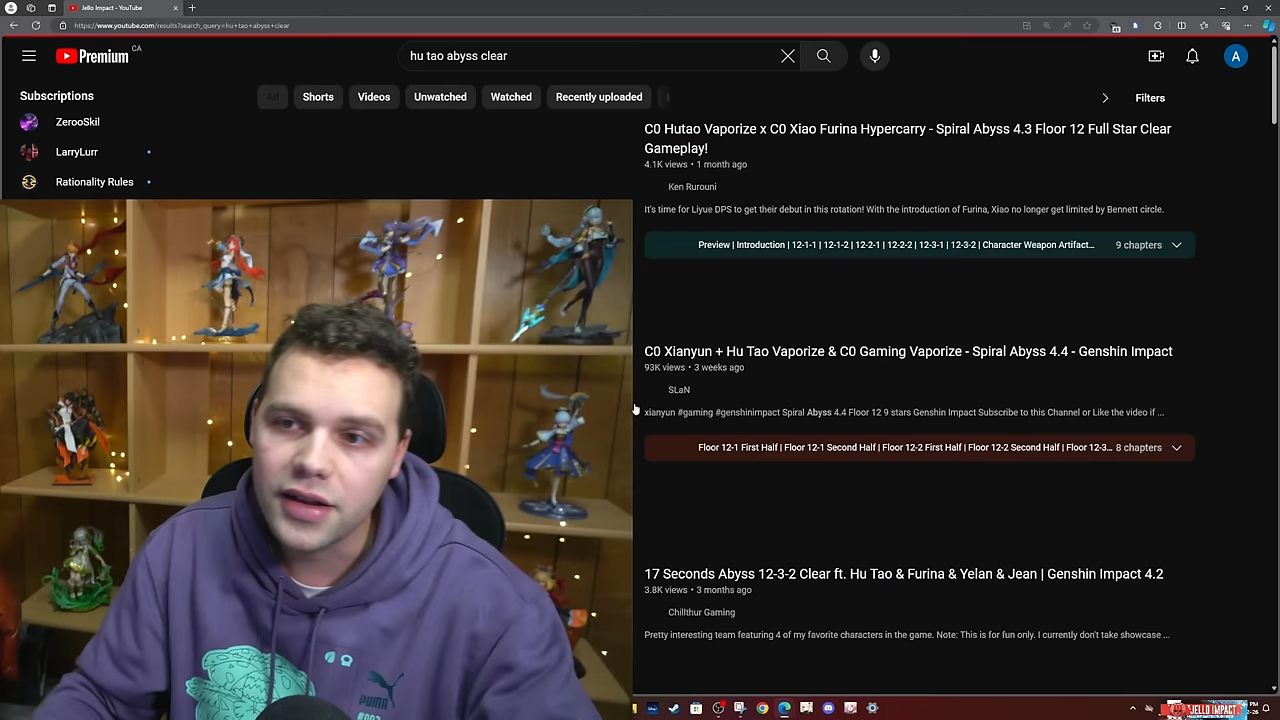 Jello Impact - YouTube
https://www.youtube.com/results?search_query=hu+tao+abyss+clear
Premium
CA
hu tao abyss clear
A
Subscriptions
All
Shorts
Videos
Unwatched
Watched
Recently uploaded
Filters
ZerooSkil
LarryLurr
Rationality Rules
C0 Hutao Vaporize x C0 Xiao Furina Hypercarry - Spiral Abyss 4.3 Floor 12 Full Star Clear
Gameplay!
4.1K views • 1 month ago
Ken Rurouni
It's time for Liyue DPS to get their debut in this rotation! With the introduction of Furina, Xiao no longer get limited by Bennett circle.
Preview | Introduction | 12-1-1 | 12-1-2 | 12-2-1 | 12-2-2 | 12-3-1 | 12-3-2 | Character Weapon Artifact...
9 chapters
C0 Xianyun + Hu Tao Vaporize & C0 Gaming Vaporize - Spiral Abyss 4.4 - Genshin Impact
93K views • 3 weeks ago
SLaN
xianyun #gaming #genshinimpact Spiral Abyss 4.4 Floor 12 9 stars Genshin Impact Subscribe to this Channel or Like the video if ...
Floor 12-1 First Half | Floor 12-1 Second Half | Floor 12-2 First Half | Floor 12-2 Second Half | Floor 12-3...
8 chapters
17 Seconds Abyss 12-3-2 Clear ft. Hu Tao & Furina & Yelan & Jean | Genshin Impact 4.2
3.8K views • 3 months ago
Chillthur Gaming
Pretty interesting team featuring 4 of my favorite characters in the game. Note: This is for fun only. I currently don't take showcase ...
PUMA
JELLO IMPACT